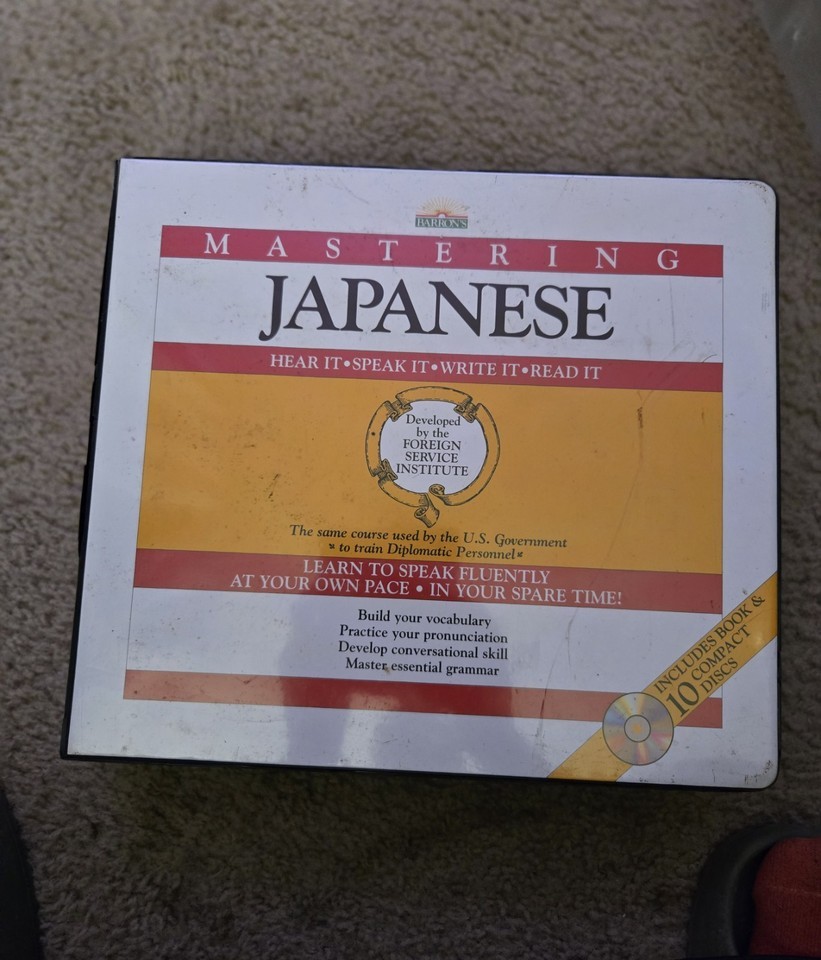 BARRON'S
MASTERING
JAPANESE
HEAR IT•SPEAK IT•WRITE IT•READ IT
Developed
by the
FOREIGN
SERVICE
INSTITUTE
The same course used by the U.S. Government
to train Diplomatic Personnel
LEARN TO SPEAK FLUENTLY
AT YOUR OWN PACE • IN YOUR SPARE TIME!
Build your vocabulary
Practice your pronunciation
Develop conversational skill
Master essential grammar
INCLUDES BOOK &
10 COMPACT
DISCS